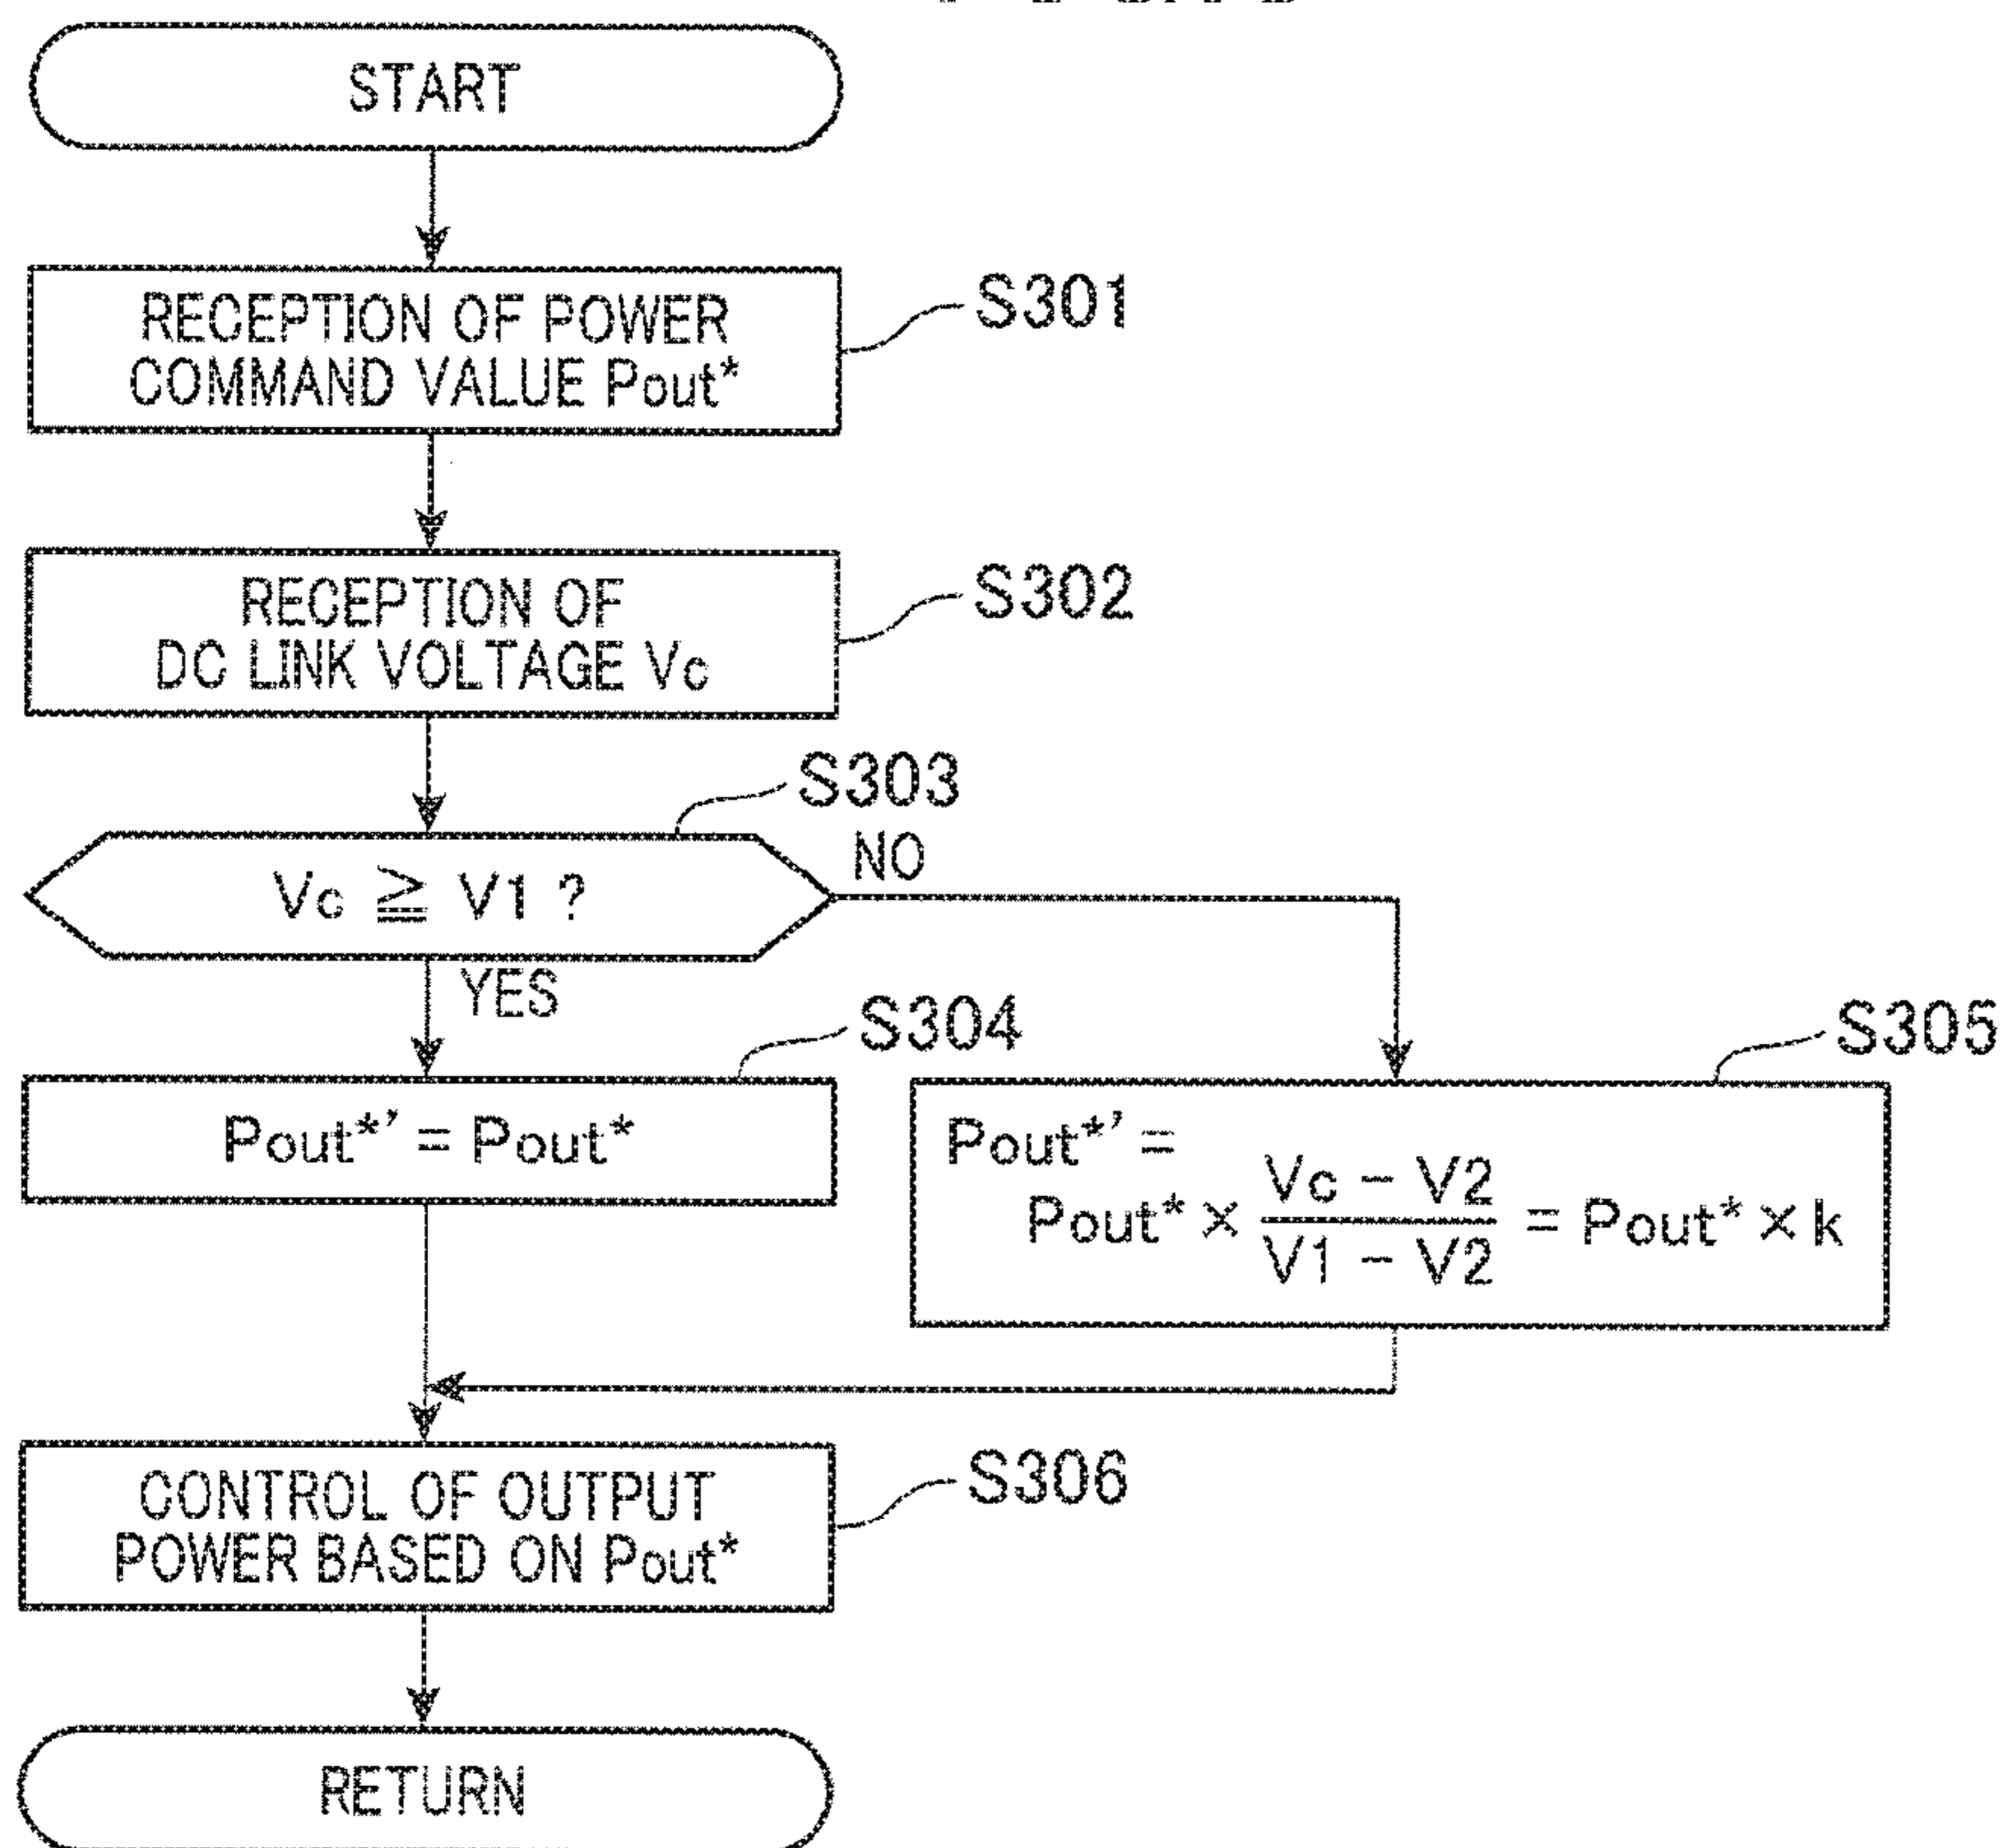 START
RECEPTION OF POWER
COMMAND VALUE Pout*
S301
RECEPTION OF
DC LINK VOLTAGE Vc
S302
S303
Vc ≧ V1 ?
NO
YES
S304
Pout*' = Pout*
S305
Pout*' =
Pout* × (Vc - V2) / (V1 - V2) = Pout* × k
CONTROL OF OUTPUT
POWER BASED ON Pout*
S306
RETURN